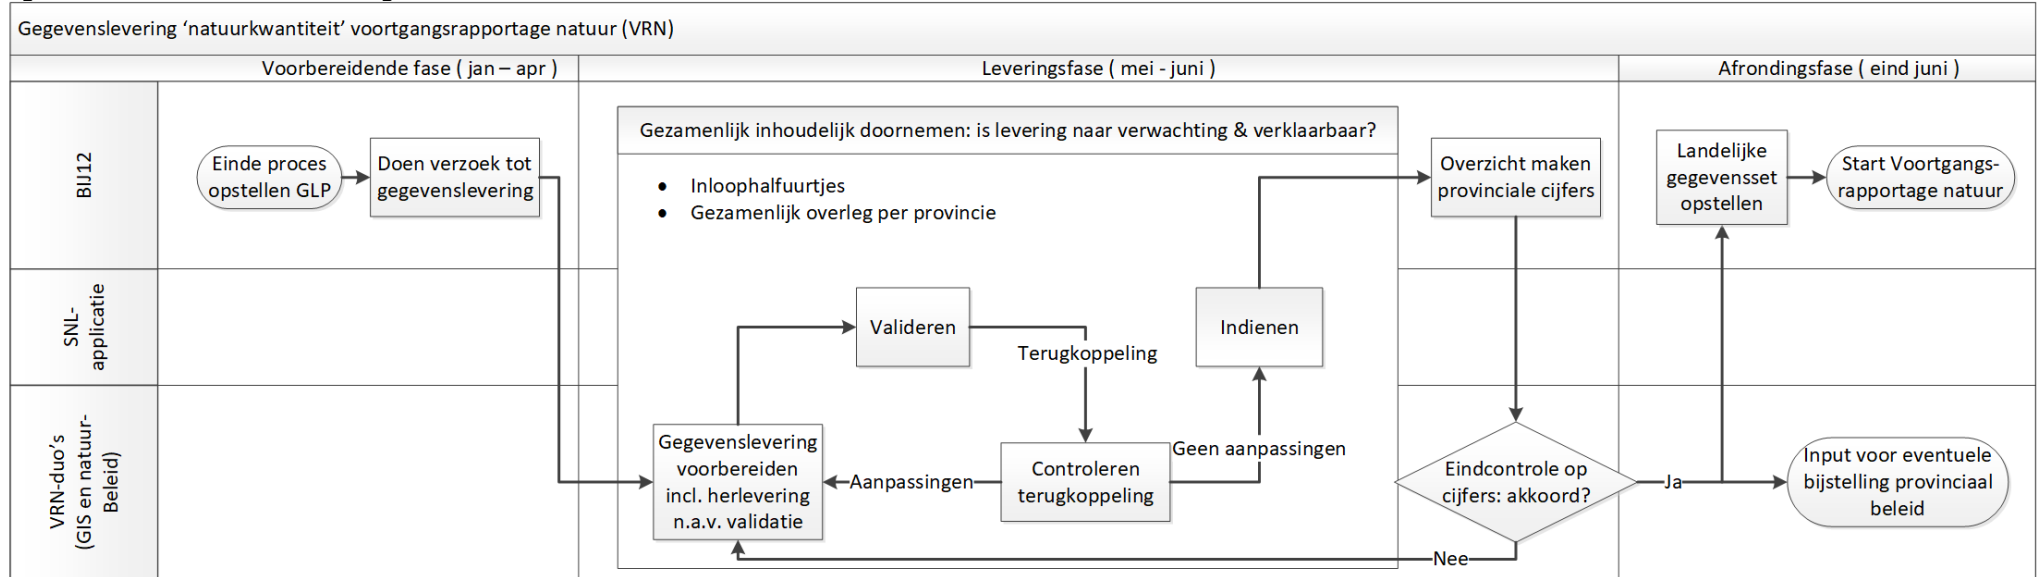 Gegevenslevering ‘natuurkwantiteit’ voortgangsrapportage natuur (VRN)
Voorbereidende fase ( jan – apr )
Leveringsfase ( mei - juni )
Afrondingsfase ( eind juni )
BIJ12
Einde proces
opstellen GLP
Doen verzoek tot
gegevenslevering
Gezamenlijk inhoudelijk doornemen: is levering naar verwachting & verklaarbaar?
● Inloophalfuurtjes
● Gezamenlijk overleg per provincie
Overzicht maken
provinciale cijfers
Landelijke
gegevensset
opstellen
Start Voortgangs-
rapportage natuur
SNL-
applicatie
Valideren
Terugkoppeling
Indienen
VRN-duo’s
(GIS en natuur-
Beleid)
Gegevenslevering
voorbereiden
incl. herlevering
n.a.v. validatie
Aanpassingen
Controleren
terugkoppeling
Geen aanpassingen
Eindcontrole op
cijfers: akkoord?
Ja
Input voor eventuele
bijstelling provinciaal
beleid
Nee